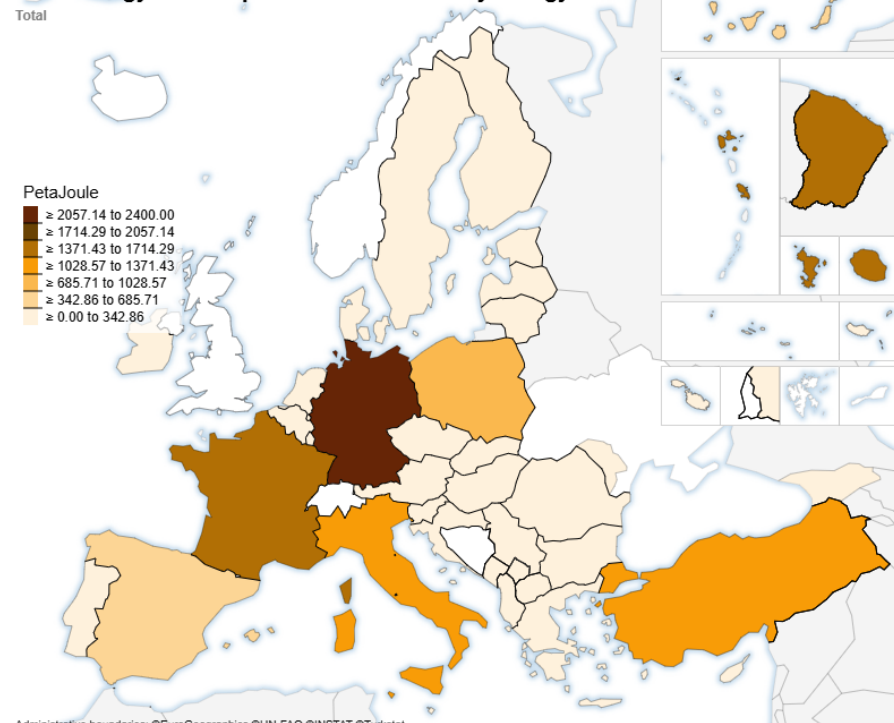 Total
PetaJoule
≥ 2057.14 to 2400.00
≥ 1714.29 to 2057.14
≥ 1371.43 to 1714.29
≥ 1028.57 to 1371.43
≥ 685.71 to 1028.57
≥ 342.86 to 685.71
≥ 0.00 to 342.86